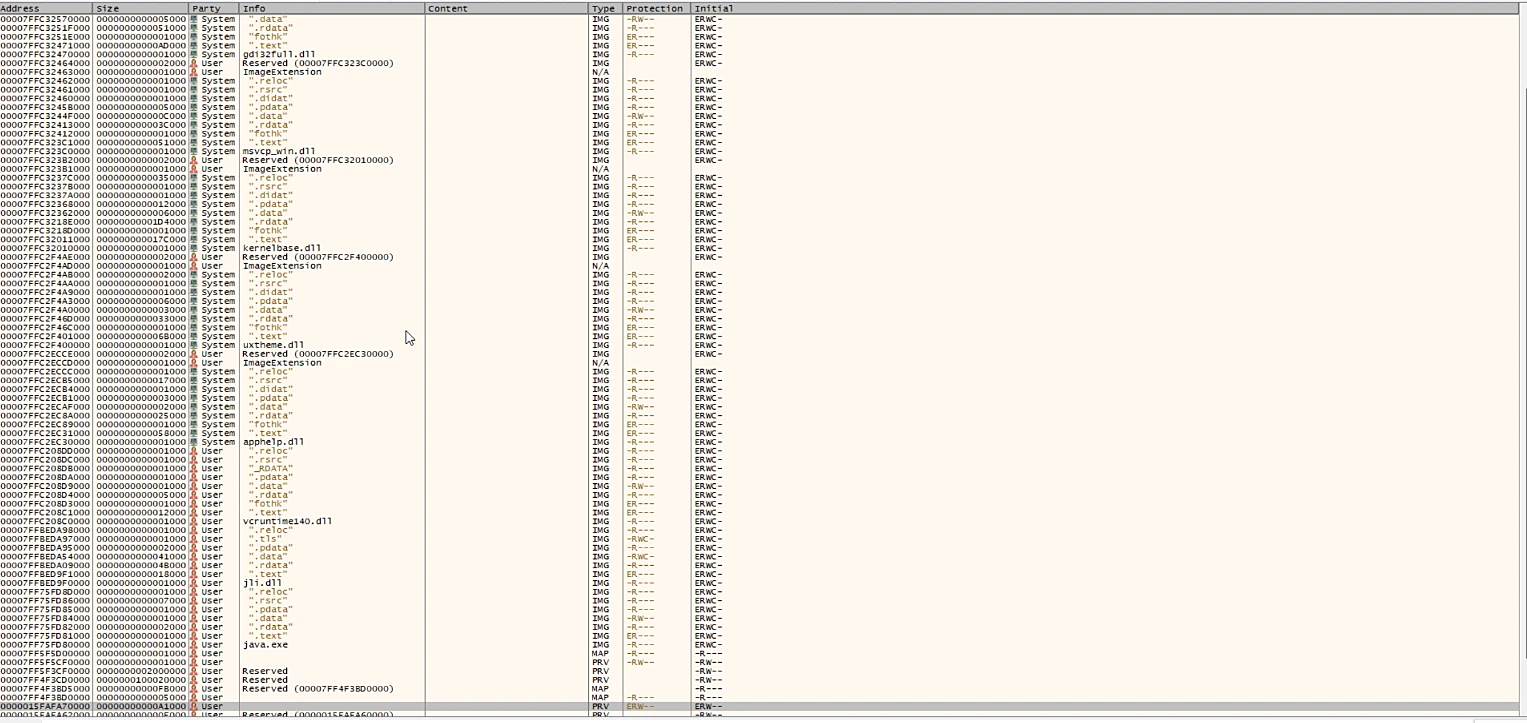 Address Size Party Info Content Type Protection Initial
00007FFC32570000 0000000000005000 System ".data" IMG -RW-- ERWC-
00007FFC3251F000 0000000000051000 System ".rdata" IMG -R--- ERWC-
00007FFC3251E000 0000000000001000 System "fothk" IMG ER--- ERWC-
00007FFC32471000 00000000000AD000 System ".text" IMG ER--- ERWC-
00007FFC32470000 0000000000001000 System gdi32full.dll IMG -R--- ERWC-
00007FFC32464000 0000000000002000 User Reserved (00007FFC323C0000) IMG ERWC-
00007FFC32463000 0000000000001000 User ImageExtension N/A
00007FFC32462000 0000000000001000 System ".reloc" IMG -R--- ERWC-
00007FFC32461000 0000000000001000 System ".rsrc" IMG -R--- ERWC-
00007FFC32460000 0000000000001000 System ".didat" IMG -R--- ERWC-
00007FFC3245B000 0000000000005000 System ".pdata" IMG -R--- ERWC-
00007FFC3244F000 000000000000C000 System ".data" IMG -RW-- ERWC-
00007FFC32413000 000000000003C000 System ".rdata" IMG -R--- ERWC-
00007FFC32412000 0000000000001000 System "fothk" IMG ER--- ERWC-
00007FFC323C1000 0000000000051000 System ".text" IMG ER--- ERWC-
00007FFC323C0000 0000000000001000 System msvcp_win.dll IMG -R--- ERWC-
00007FFC323B2000 0000000000002000 User Reserved (00007FFC32010000) IMG ERWC-
00007FFC323B1000 0000000000001000 User ImageExtension N/A
00007FFC3237C000 0000000000035000 System ".reloc" IMG -R--- ERWC-
00007FFC3237B000 0000000000001000 System ".rsrc" IMG -R--- ERWC-
00007FFC3237A000 0000000000001000 System ".didat" IMG -R--- ERWC-
00007FFC32368000 0000000000012000 System ".pdata" IMG -R--- ERWC-
00007FFC32362000 0000000000006000 System ".data" IMG -RW-- ERWC-
00007FFC3218E000 00000000001D4000 System ".rdata" IMG -R--- ERWC-
00007FFC3218D000 0000000000001000 System "fothk" IMG ER--- ERWC-
00007FFC32011000 000000000017C000 System ".text" IMG ER--- ERWC-
00007FFC32010000 0000000000001000 System kernelbase.dll IMG -R--- ERWC-
00007FFC2F4AE000 0000000000002000 User Reserved (00007FFC2F400000) IMG ERWC-
00007FFC2F4AD000 0000000000001000 User ImageExtension N/A
00007FFC2F4AB000 0000000000002000 System ".reloc" IMG -R--- ERWC-
00007FFC2F4AA000 0000000000001000 System ".rsrc" IMG -R--- ERWC-
00007FFC2F4A9000 0000000000001000 System ".didat" IMG -R--- ERWC-
00007FFC2F4A3000 0000000000006000 System ".pdata" IMG -R--- ERWC-
00007FFC2F4A0000 0000000000003000 System ".data" IMG -RW-- ERWC-
00007FFC2F46D000 0000000000033000 System ".rdata" IMG -R--- ERWC-
00007FFC2F46C000 0000000000001000 System "fothk" IMG ER--- ERWC-
00007FFC2F401000 000000000006B000 System ".text" IMG ER--- ERWC-
00007FFC2F400000 0000000000001000 System uxtheme.dll IMG -R--- ERWC-
00007FFC2ECCE000 0000000000002000 User Reserved (00007FFC2EC30000) IMG ERWC-
00007FFC2ECCD000 0000000000001000 User ImageExtension N/A
00007FFC2ECCC000 0000000000001000 System ".reloc" IMG -R--- ERWC-
00007FFC2ECB5000 0000000000017000 System ".rsrc" IMG -R--- ERWC-
00007FFC2ECB4000 0000000000001000 System ".didat" IMG -R--- ERWC-
00007FFC2ECB1000 0000000000003000 System ".pdata" IMG -R--- ERWC-
00007FFC2ECAF000 0000000000002000 System ".data" IMG -RW-- ERWC-
00007FFC2EC8A000 0000000000025000 System ".rdata" IMG -R--- ERWC-
00007FFC2EC89000 0000000000001000 System "fothk" IMG ER--- ERWC-
00007FFC2EC31000 0000000000058000 System ".text" IMG ER--- ERWC-
00007FFC2EC30000 0000000000001000 System apphelp.dll IMG -R--- ERWC-
00007FFC208DD000 0000000000001000 User ".reloc" IMG -R--- ERWC-
00007FFC208DC000 0000000000001000 User ".rsrc" IMG -R--- ERWC-
00007FFC208DB000 0000000000001000 User "_RDATA" IMG -R--- ERWC-
00007FFC208DA000 0000000000001000 User ".pdata" IMG -R--- ERWC-
00007FFC208D9000 0000000000001000 User ".data" IMG -RW-- ERWC-
00007FFC208D4000 0000000000005000 User ".rdata" IMG -R--- ERWC-
00007FFC208D3000 0000000000001000 User "fothk" IMG ER--- ERWC-
00007FFC208C1000 0000000000012000 User ".text" IMG ER--- ERWC-
00007FFC208C0000 0000000000001000 User vcruntime140.dll IMG -R--- ERWC-
00007FFBEDA98000 0000000000001000 User ".reloc" IMG -R--- ERWC-
00007FFBEDA97000 0000000000001000 User ".tls" IMG -RWC- ERWC-
00007FFBEDA95000 0000000000002000 User ".pdata" IMG -R--- ERWC-
00007FFBEDA54000 0000000000041000 User ".data" IMG -RWC- ERWC-
00007FFBEDA09000 000000000004B000 User ".rdata" IMG -R--- ERWC-
00007FFBED9F1000 0000000000018000 User ".text" IMG ER--- ERWC-
00007FFBED9F0000 0000000000001000 User jli.dll IMG -R--- ERWC-
00007FF75FD8D000 0000000000001000 User ".reloc" IMG -R--- ERWC-
00007FF75FD86000 0000000000007000 User ".rsrc" IMG -R--- ERWC-
00007FF75FD85000 0000000000001000 User ".pdata" IMG -R--- ERWC-
00007FF75FD84000 0000000000001000 User ".data" IMG -RW-- ERWC-
00007FF75FD82000 0000000000002000 User ".rdata" IMG -R--- ERWC-
00007FF75FD81000 0000000000001000 User ".text" IMG ER--- ERWC-
00007FF75FD80000 0000000000001000 User java.exe IMG -R--- ERWC-
00007FF5F5D00000 0000000000001000 User MAP -R--- -R---
00007FF5F5CF0000 0000000000001000 User PRV -RW-- -RW--
00007FF5F3CF0000 0000000002000000 User Reserved PRV -RW--
00007FF4F3CD0000 0000000100020000 User Reserved PRV -RW--
00007FF4F3BD5000 00000000000FB000 User Reserved (00007FF4F3BD0000) MAP -R---
00007FF4F3BD0000 0000000000005000 User MAP -R--- -R---
0000015FAFA70000 00000000000A1000 User PRV ERW-- ERW--
User Reserved (0000015FAFA60000) PRV -RW--